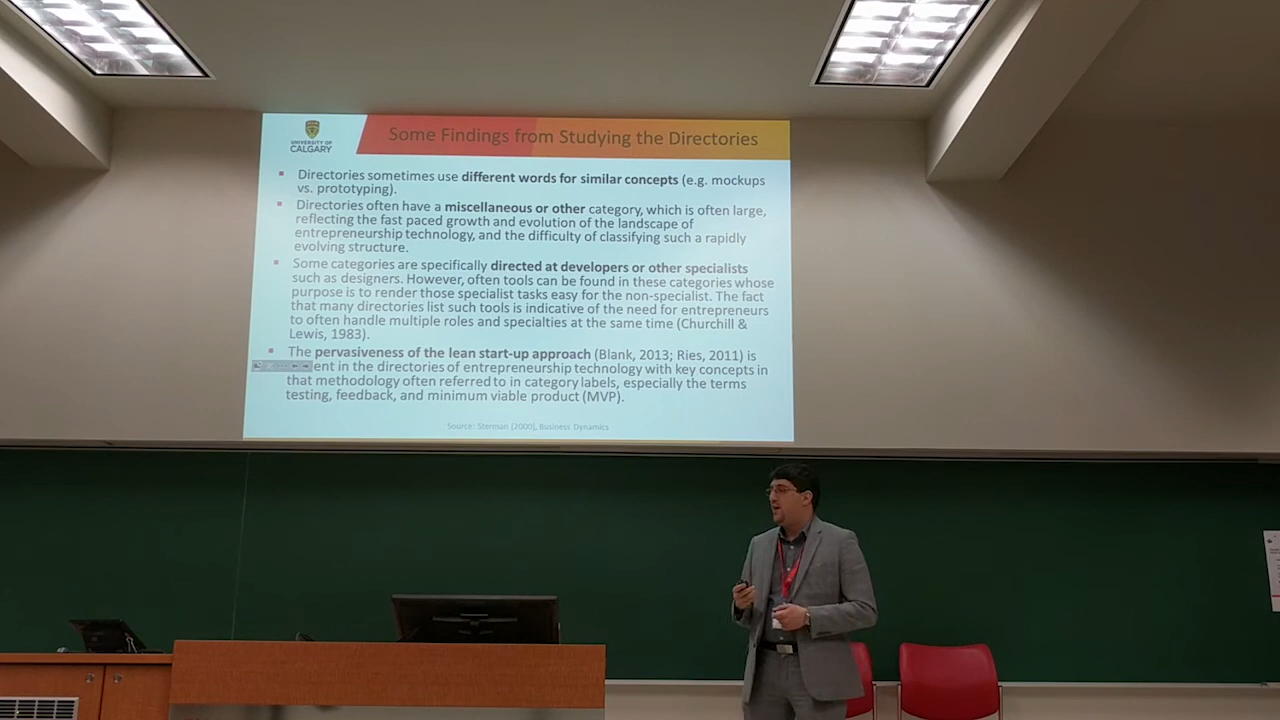 UNIVERSITY OF
CALGARY
Some Findings from Studying the Directories
▪ Directories sometimes use different words for similar concepts (e.g. mockups
vs. prototyping).
▪ Directories often have a miscellaneous or other category, which is often large,
reflecting the fast paced growth and evolution of the landscape of
entrepreneurship technology, and the difficulty of classifying such a rapidly
evolving structure.
▪ Some categories are specifically directed at developers or other specialists
such as designers. However, often tools can be found in these categories whose
purpose is to render those specialist tasks easy for the non-specialist. The fact
that many directories list such tools is indicative of the need for entrepreneurs
to often handle multiple roles and specialties at the same time (Churchill &
Lewis, 1983).
▪ The pervasiveness of the lean start-up approach (Blank, 2013; Ries, 2011) is
ent in the directories of entrepreneurship technology with key concepts in
that methodology often referred to in category labels, especially the terms
testing, feedback, and minimum viable product (MVP).
Source: Sterman (2000), Business Dynamics